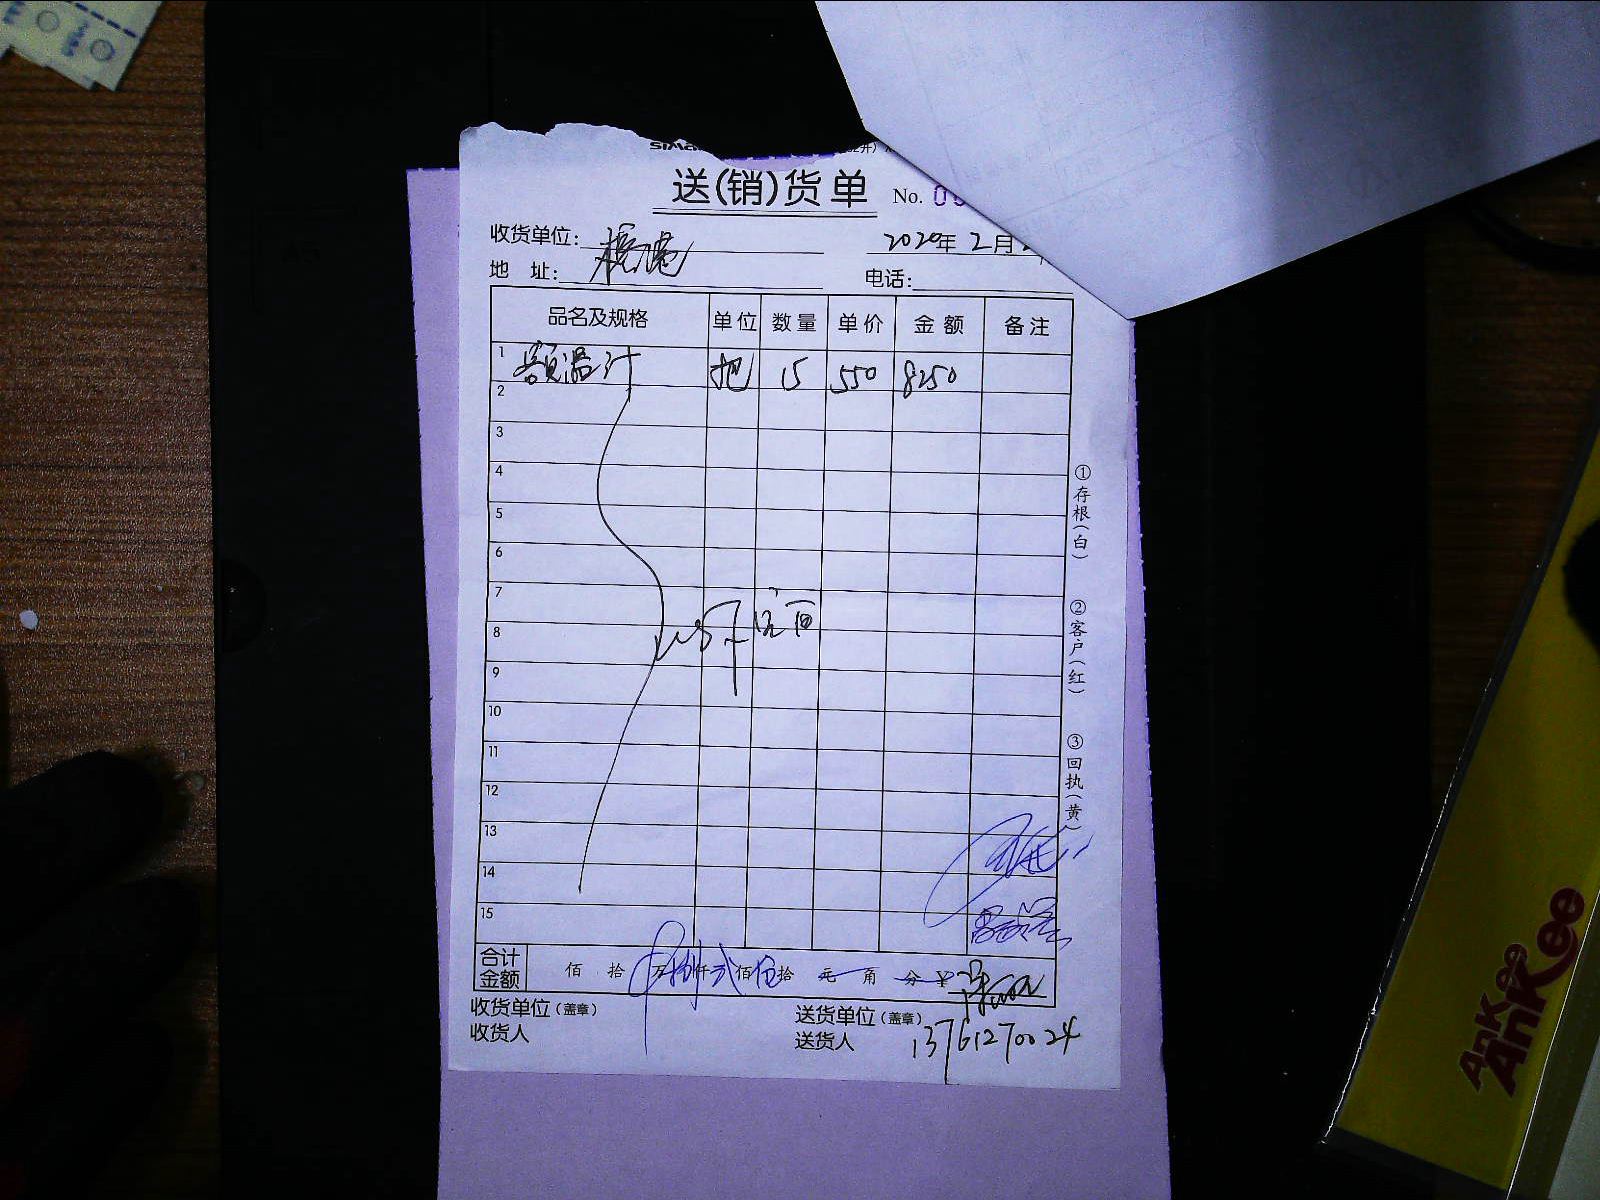 送(销)货单 No.
收货单位:
2020年2月
地 址:
电话:
品名及规格 单位 数量 单价 金额 备注
1 额温计 把 15 550 8250
2
3
4
5
6
7
8
9
10
11
12
13
14
15
①存根(白)
②客户(红)
③回执(黄)
合计金额 佰 拾 万 捌仟 贰佰 伍拾 元 角 分 ¥
收货单位(盖章)
送货单位(盖章)
收货人
送货人 13761270024
AnKee
AnKee